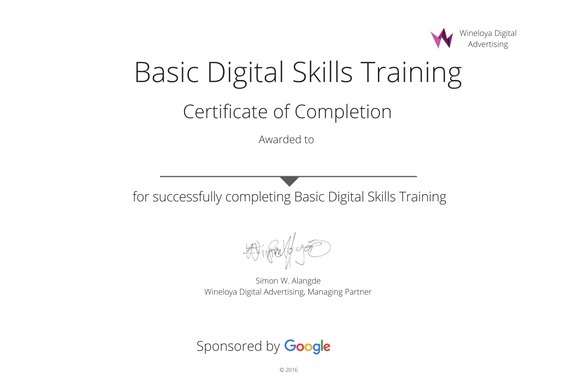 Wineloya Digital
Advertising
Basic Digital Skills Training
Certificate of Completion
Awarded to
for successfully completing Basic Digital Skills Training
Simon W. Alangde
Wineloya Digital Advertising, Managing Partner
Sponsored by Google
© 2016